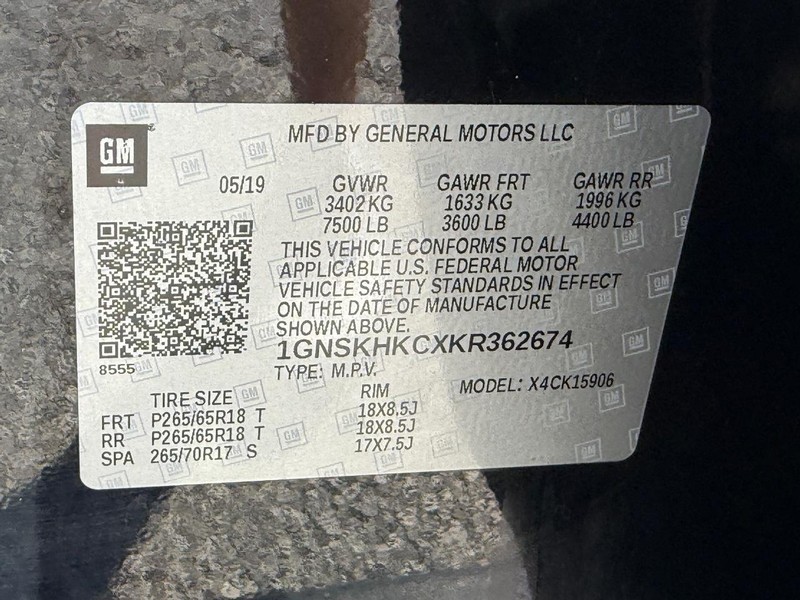 GM
MFD BY GENERAL MOTORS LLC
05/19 GVWR GAWR FRT GAWR RR
3402 KG 1633 KG 1996 KG
7500 LB 3600 LB 4400 LB
THIS VEHICLE CONFORMS TO ALL
APPLICABLE U.S. FEDERAL MOTOR
VEHICLE SAFETY STANDARDS IN EFFECT
ON THE DATE OF MANUFACTURE
SHOWN ABOVE.
1GNSKHKCXKR362674
8555
TYPE: M.P.V. MODEL: X4CK15906
TIRE SIZE RIM
FRT P265/65R18 T 18X8.5J
RR P265/65R18 T 18X8.5J
SPA 265/70R17 S 17X7.5J